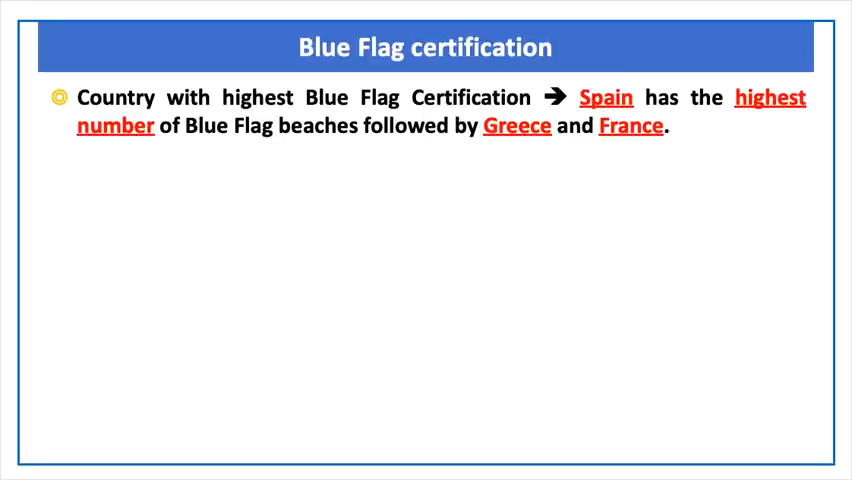 Blue Flag certification
Country with highest Blue Flag Certification ➔ Spain has the highest
number of Blue Flag beaches followed by Greece and France.